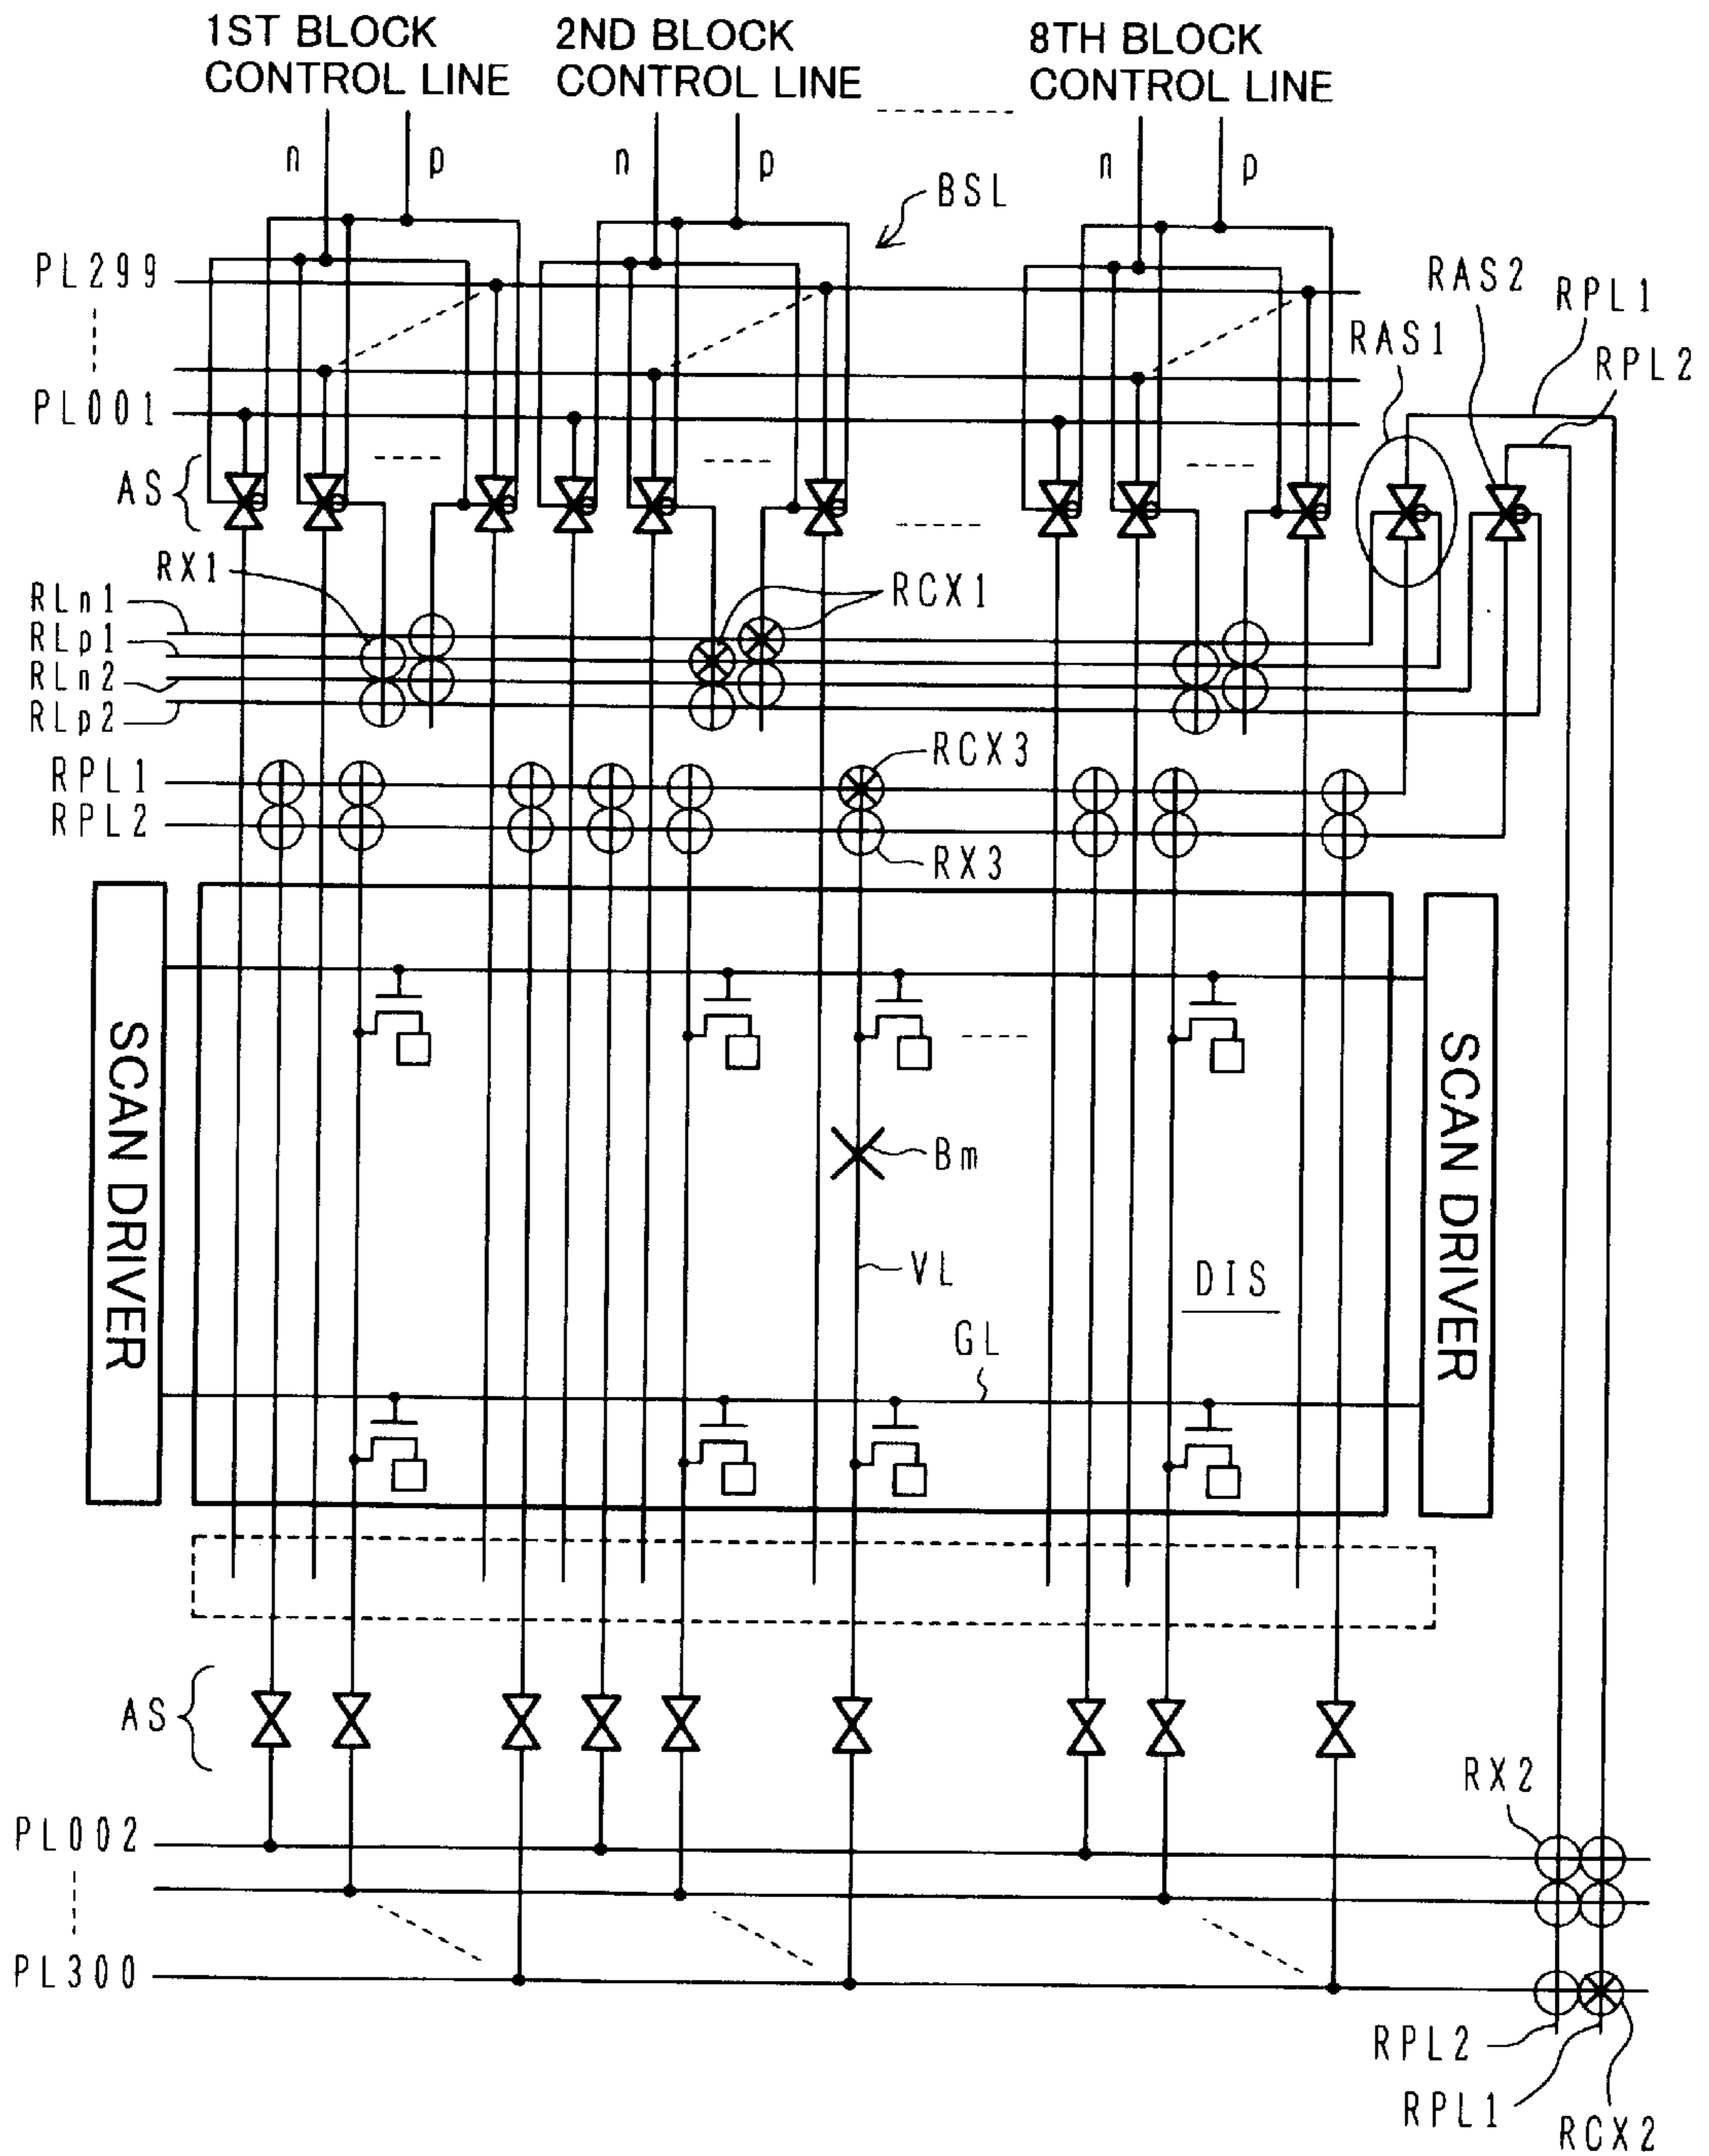 1ST BLOCK
CONTROL LINE
2ND BLOCK
CONTROL LINE
8TH BLOCK
CONTROL LINE
n
p
n
p
n
p
BSL
PL299
PL001
RAS2
RPL1
RAS1
RPL2
AS
RX1
RCX1
RLn1
RLp1
RLn2
RLp2
RPL1
RPL2
RCX3
RX3
SCAN DRIVER
SCAN DRIVER
Bm
VL
DIS
GL
AS
RX2
PL002
PL300
RPL2
RPL1
RCX2